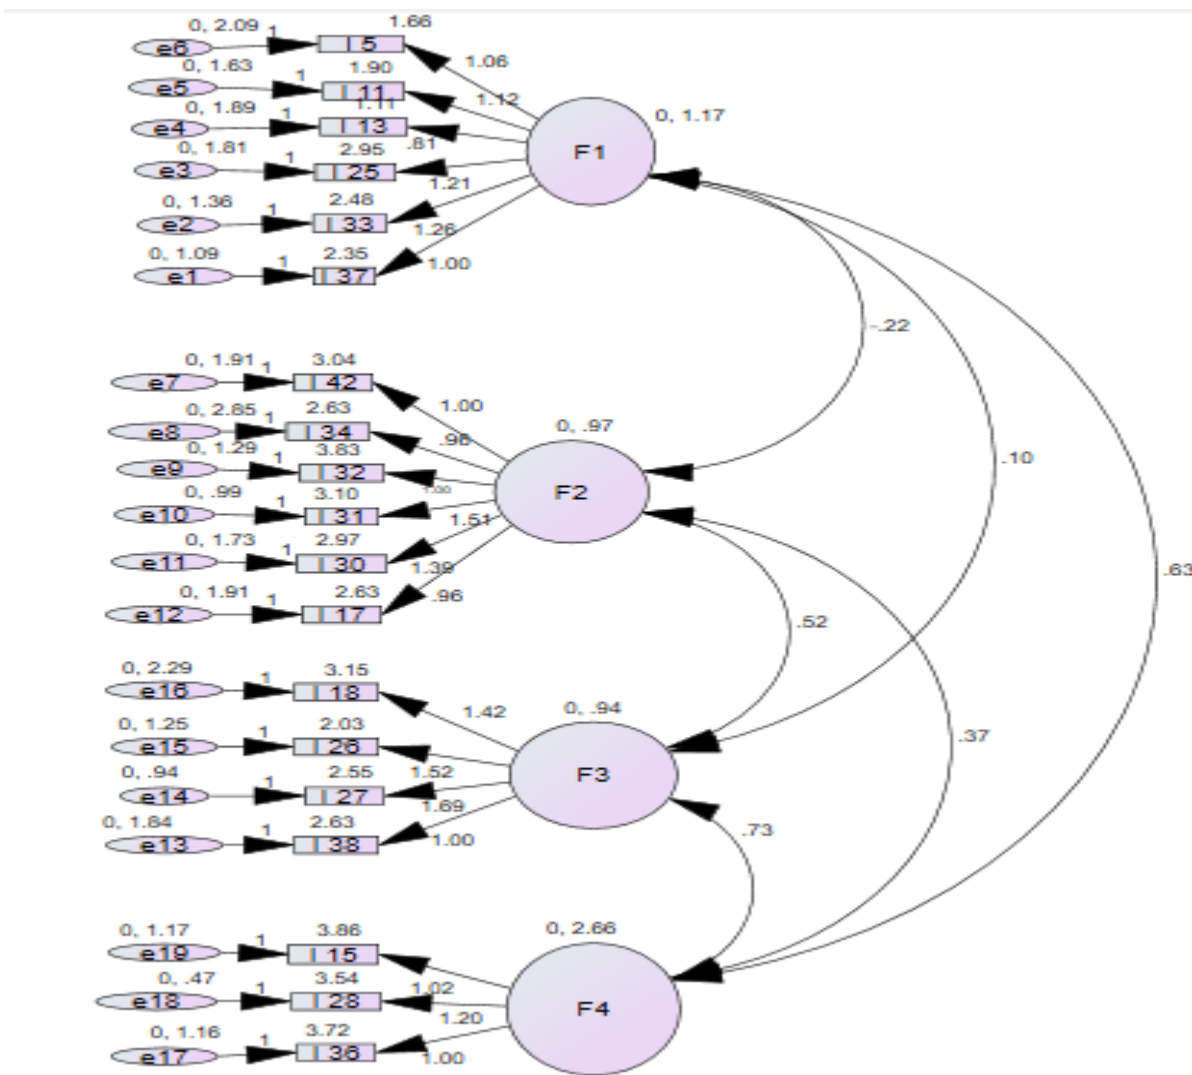 0, 2.09 1 1.66
e6 I 5
1.06
0, 1.63 1 1.90
e5 I 11
1.12
0, 1.89 1 1.11
e4 I 13
.81
0, 1.17
F1
0, 1.81 1 2.95
e3 I 25
1.21
0, 1.36 1 2.48
e2 I 33
1.26
0, 1.09 1 2.35
e1 I 37
1.00
-.22
.10
.63
0, 1.91 1 3.04
e7 I 42
1.00
0, 2.85 1 2.63
e8 I 34
.96
0, .97
F2
0, 1.29 1 3.83
e9 I 32
1.00
0, .99 1 3.10
e10 I 31
1.51
0, 1.73 1 2.97
e11 I 30
1.39
0, 1.91 1 2.63
e12 I 17
.96
.52
.37
0, 2.29 1 3.15
e16 I 18
1.42
0, .94
F3
0, 1.25 1 2.03
e15 I 26
1.52
0, .94 1 2.55
e14 I 27
1.69
0, 1.84 1 2.63
e13 I 38
1.00
.73
0, 1.17 1 3.86
e19 I 15
1.02
0, 2.66
F4
0, .47 1 3.54
e18 I 28
1.20
0, 1.16 1 3.72
e17 I 36
1.00